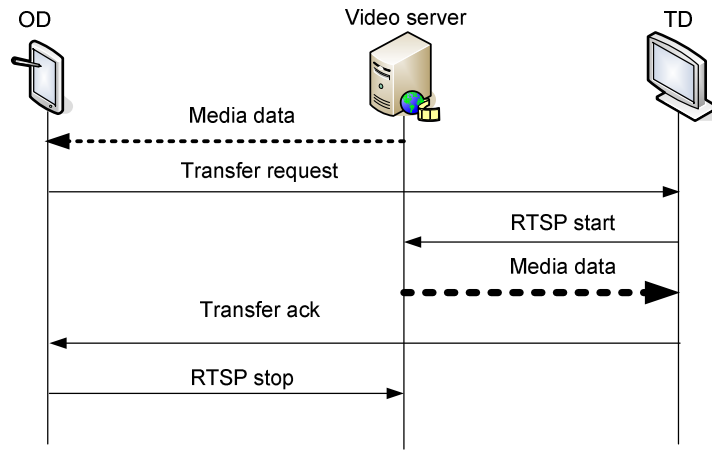 OD
Video server
TD
Media data
Transfer request
RTSP start
Media data
Transfer ack
RTSP stop